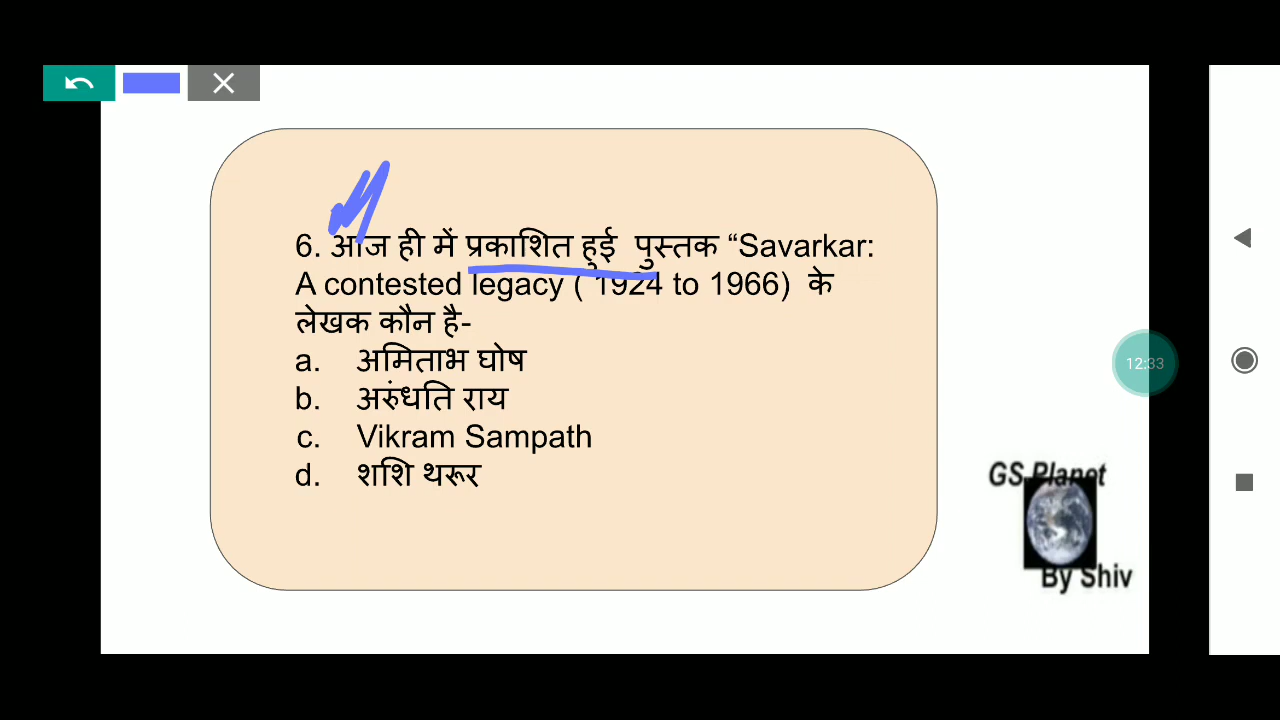 6. आज ही में प्रकाशित हुई पुस्तक “Savarkar:
A contested legacy ( 1924 to 1966) के
लेखक कौन है-
a. अमिताभ घोष
b. अरुंधति राय
c. Vikram Sampath
d. शशि थरूर
12:33
GS Planet
By Shiv